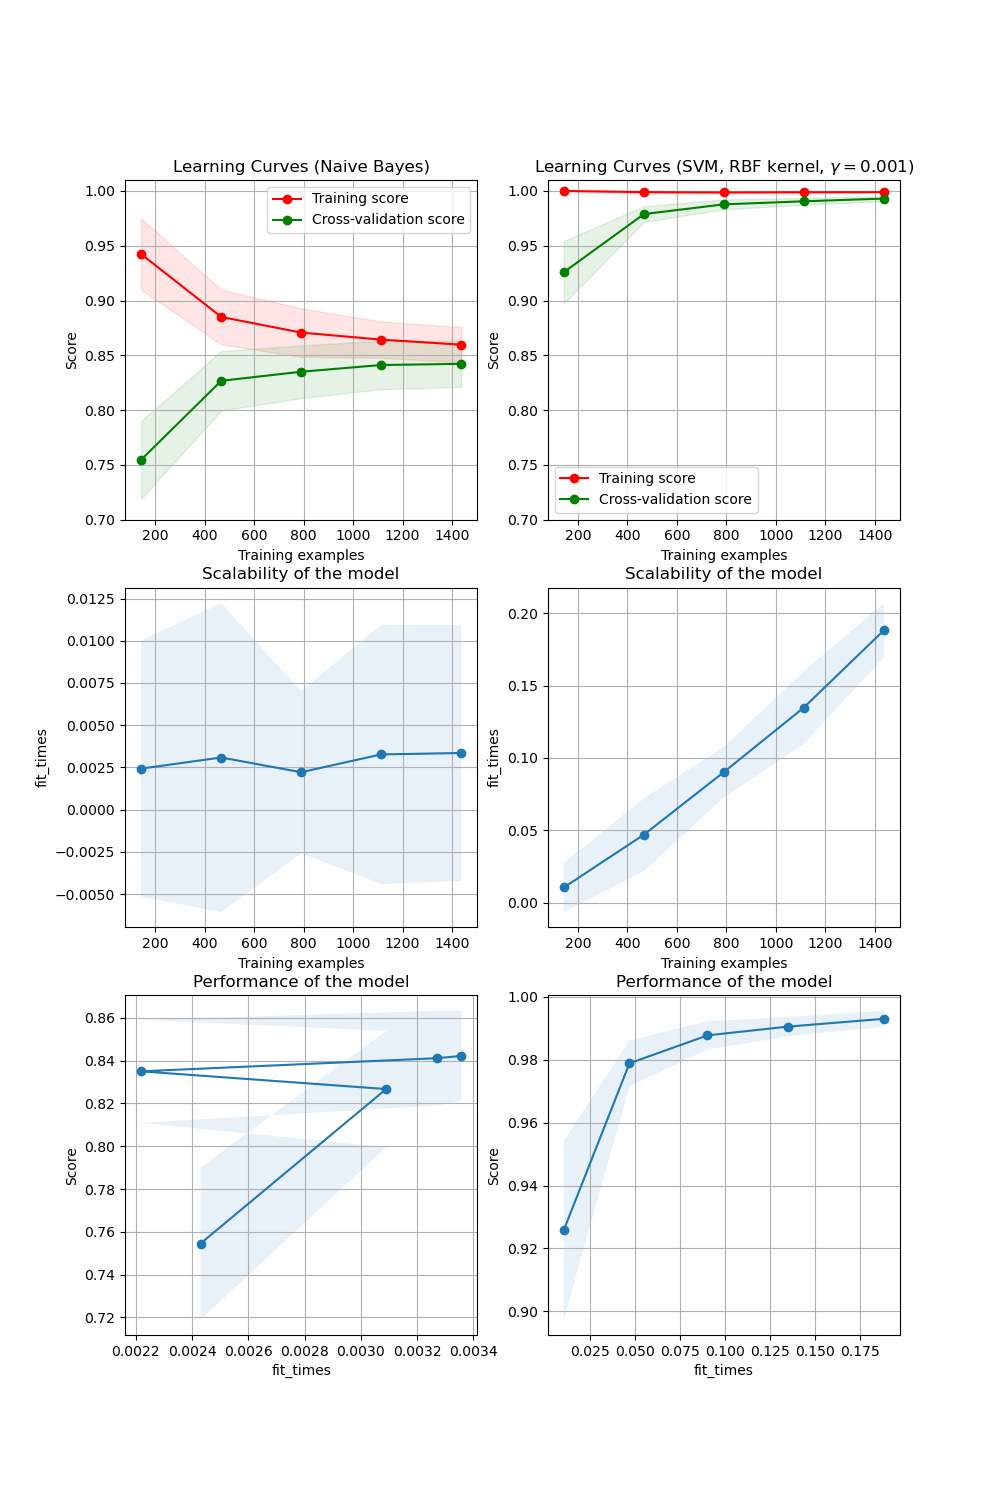 Learning Curves (Naive Bayes)
1.00
0.95
0.90
0.85
0.80
0.75
0.70
Score
Training score
Cross-validation score
200 400 600 800 1000 1200 1400
Training examples
Learning Curves (SVM, RBF kernel, γ = 0.001)
1.00
0.95
0.90
0.85
0.80
0.75
0.70
Score
Training score
Cross-validation score
200 400 600 800 1000 1200 1400
Training examples
Scalability of the model
0.0125
0.0100
0.0075
0.0050
0.0025
0.0000
−0.0025
−0.0050
fit_times
200 400 600 800 1000 1200 1400
Training examples
Scalability of the model
0.20
0.15
0.10
0.05
0.00
fit_times
200 400 600 800 1000 1200 1400
Training examples
Performance of the model
0.86
0.84
0.82
0.80
0.78
0.76
0.74
0.72
Score
0.0022 0.0024 0.0026 0.0028 0.0030 0.0032 0.0034
fit_times
Performance of the model
1.00
0.98
0.96
0.94
0.92
0.90
Score
0.025 0.050 0.075 0.100 0.125 0.150 0.175
fit_times